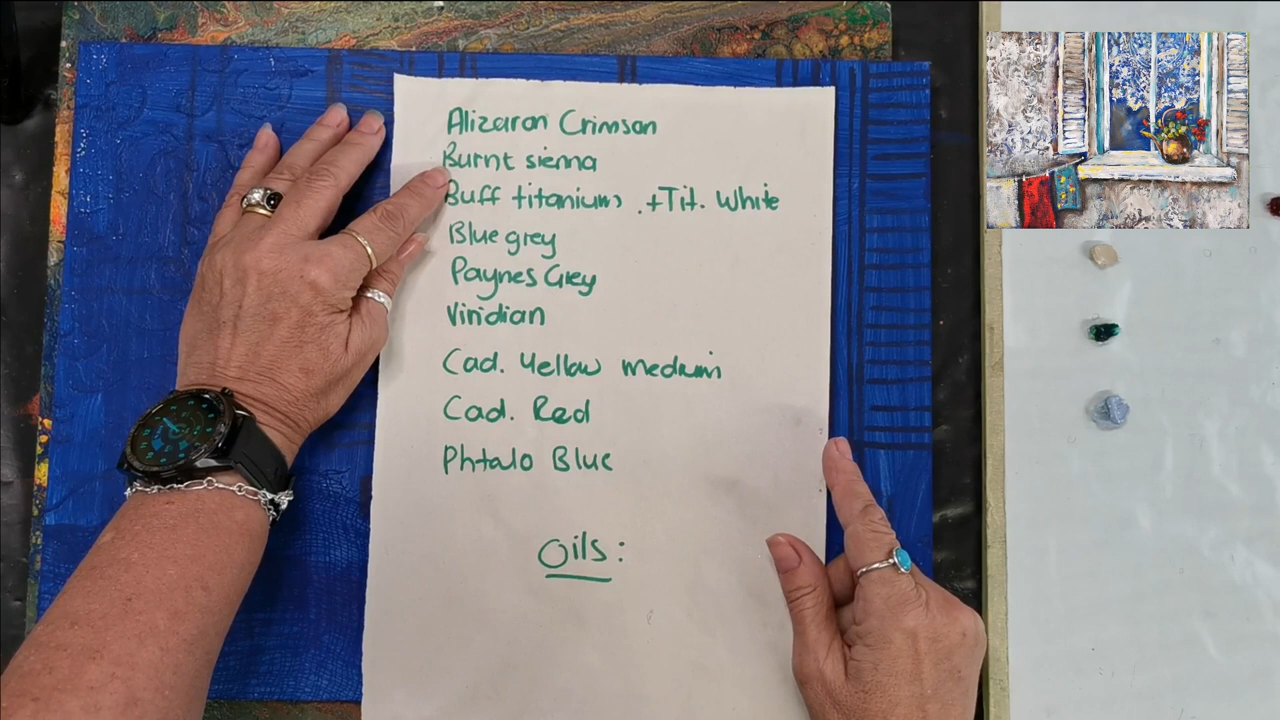 Alizaron Crimson
Burnt sienna
Buff titanium .+Tit. White
Blue grey
Paynes Grey
Viridian
Cad. Yellow medium
Cad. Red
Phtalo Blue
Oils: